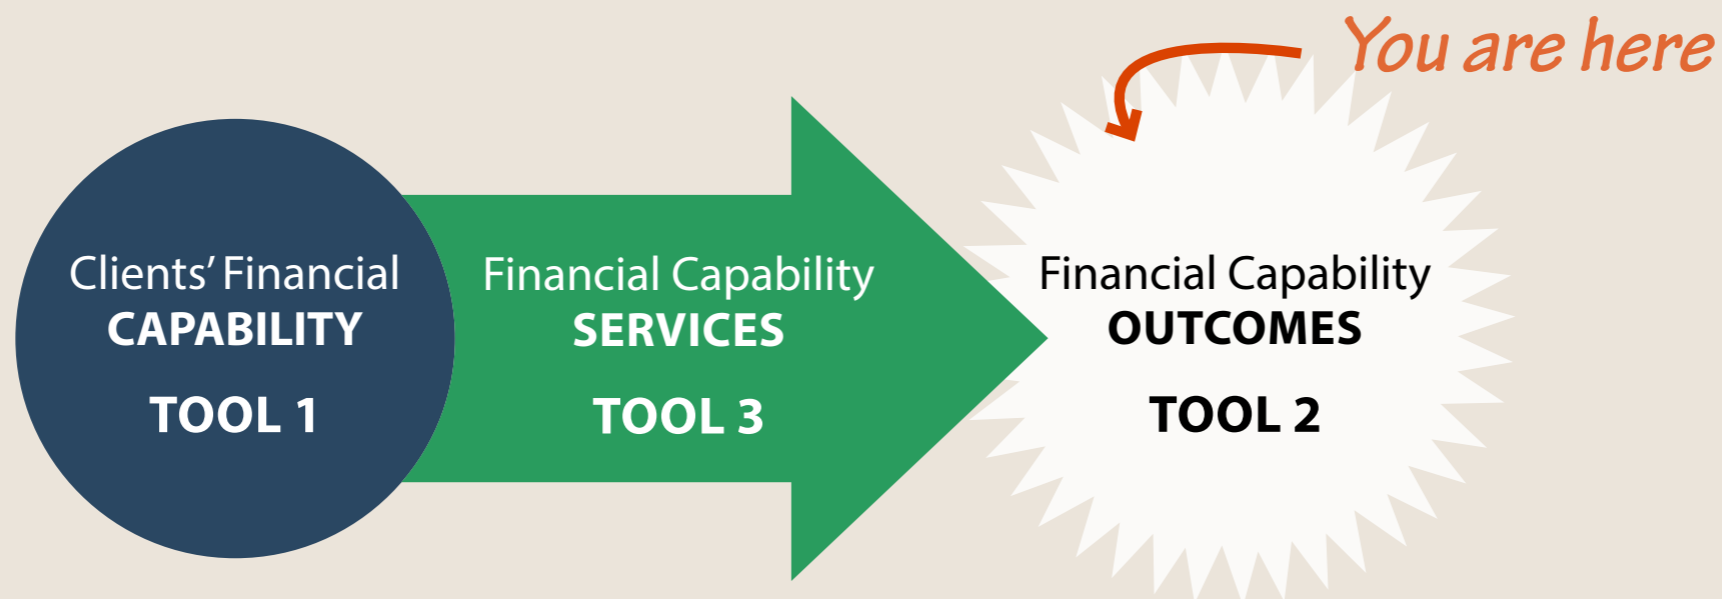 You are here
Clients’ Financial
CAPABILITY
TOOL 1
Financial Capability
SERVICES
TOOL 3
Financial Capability
OUTCOMES
TOOL 2